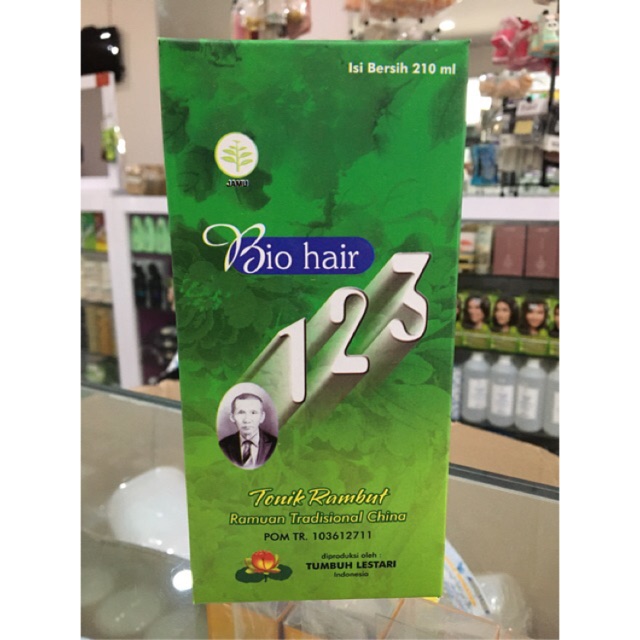 Isi Bersih 210 ml
JAMU
Bio hair
123
Tonik Rambut
Ramuan Tradisional China
POM TR. 103612711
diproduksi oleh :
TUMBUH LESTARI
Indonesia